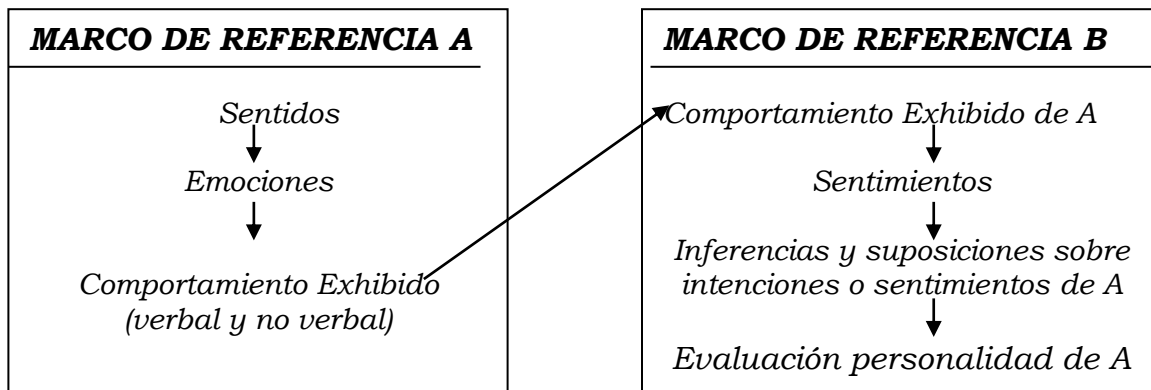 MARCO DE REFERENCIA A
Sentidos
Emociones
Comportamiento Exhibido
(verbal y no verbal)
MARCO DE REFERENCIA B
Comportamiento Exhibido de A
Sentimientos
Inferencias y suposiciones sobre
intenciones o sentimientos de A
Evaluación personalidad de A